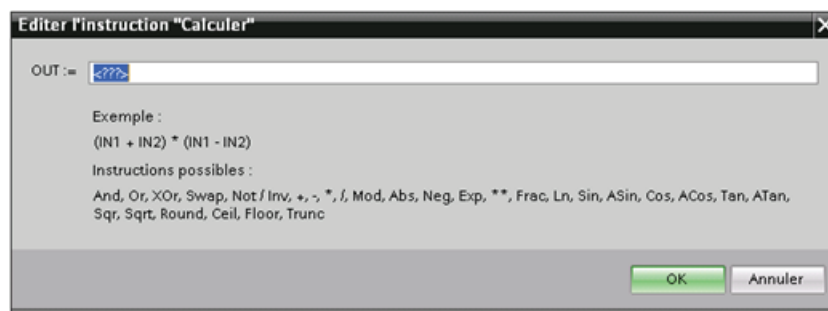 Editer l'instruction "Calculer"
OUT := <???>
Exemple :
(IN1 + IN2) * (IN1 - IN2)
Instructions possibles :
And, Or, XOr, Swap, Not / Inv, +, -, *, /, Mod, Abs, Neg, Exp, **, Frac, Ln, Sin, ASin, Cos, ACos, Tan, ATan,
Sqr, Sqrt, Round, Ceil, Floor, Trunc
OK Annuler